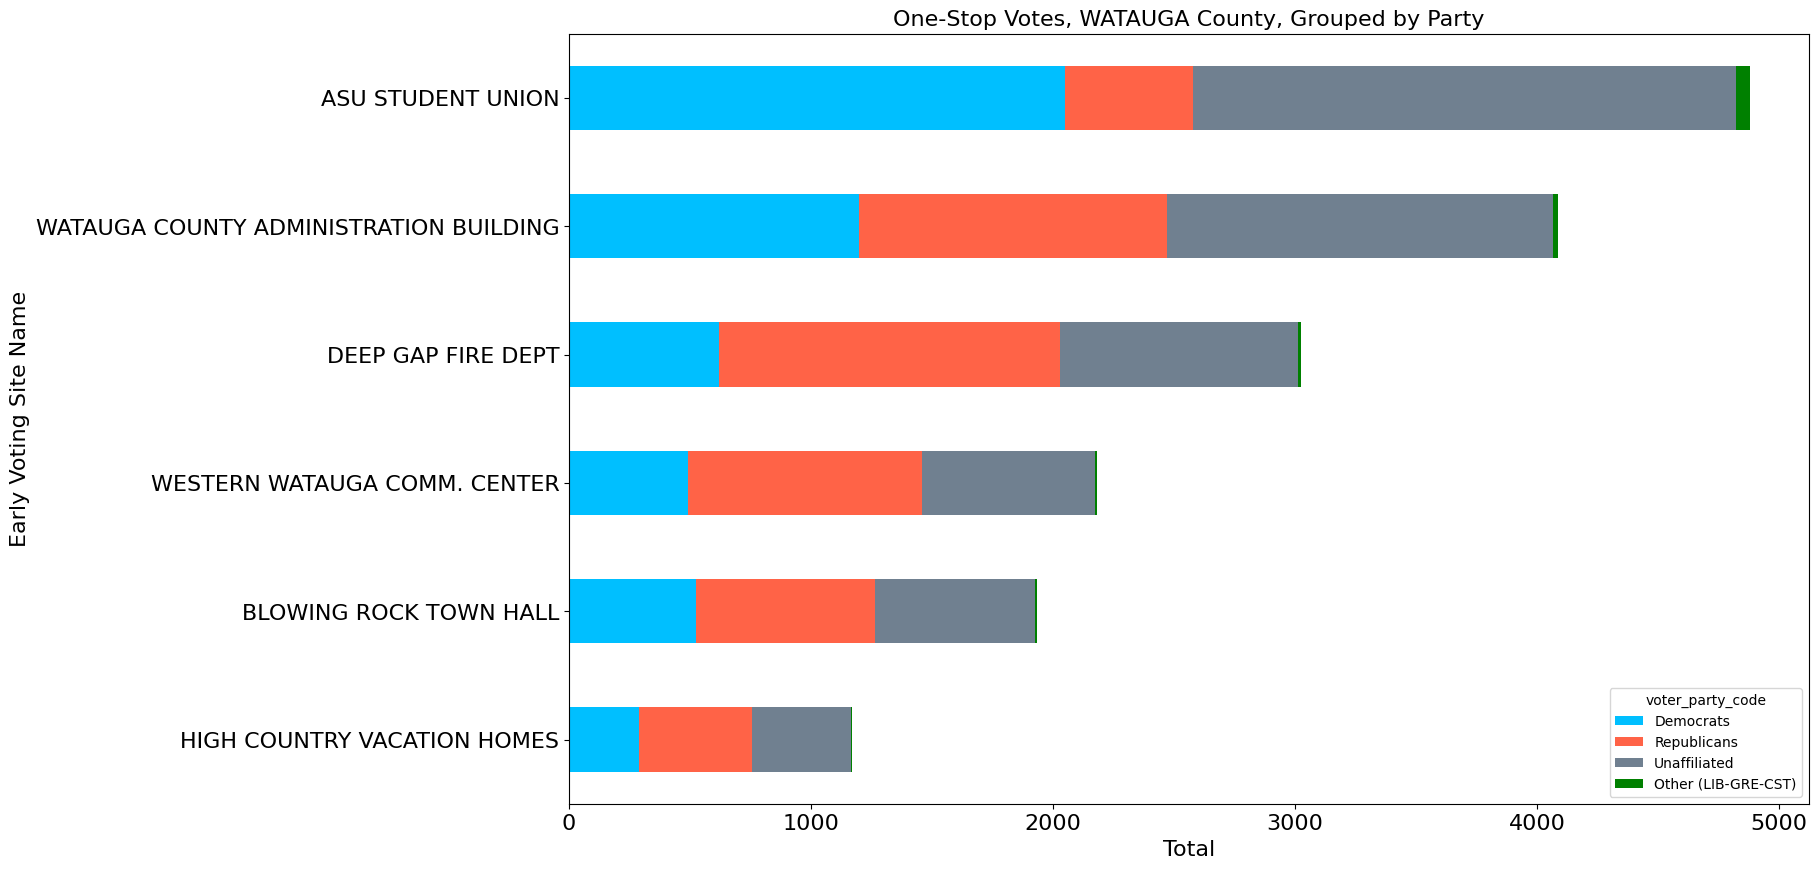 One-Stop Votes, WATAUGA County, Grouped by Party
Early Voting Site Name
ASU STUDENT UNION
WATAUGA COUNTY ADMINISTRATION BUILDING
DEEP GAP FIRE DEPT
WESTERN WATAUGA COMM. CENTER
BLOWING ROCK TOWN HALL
HIGH COUNTRY VACATION HOMES
voter_party_code
Democrats
Republicans
Unaffiliated
Other (LIB-GRE-CST)
0 1000 2000 3000 4000 5000
Total